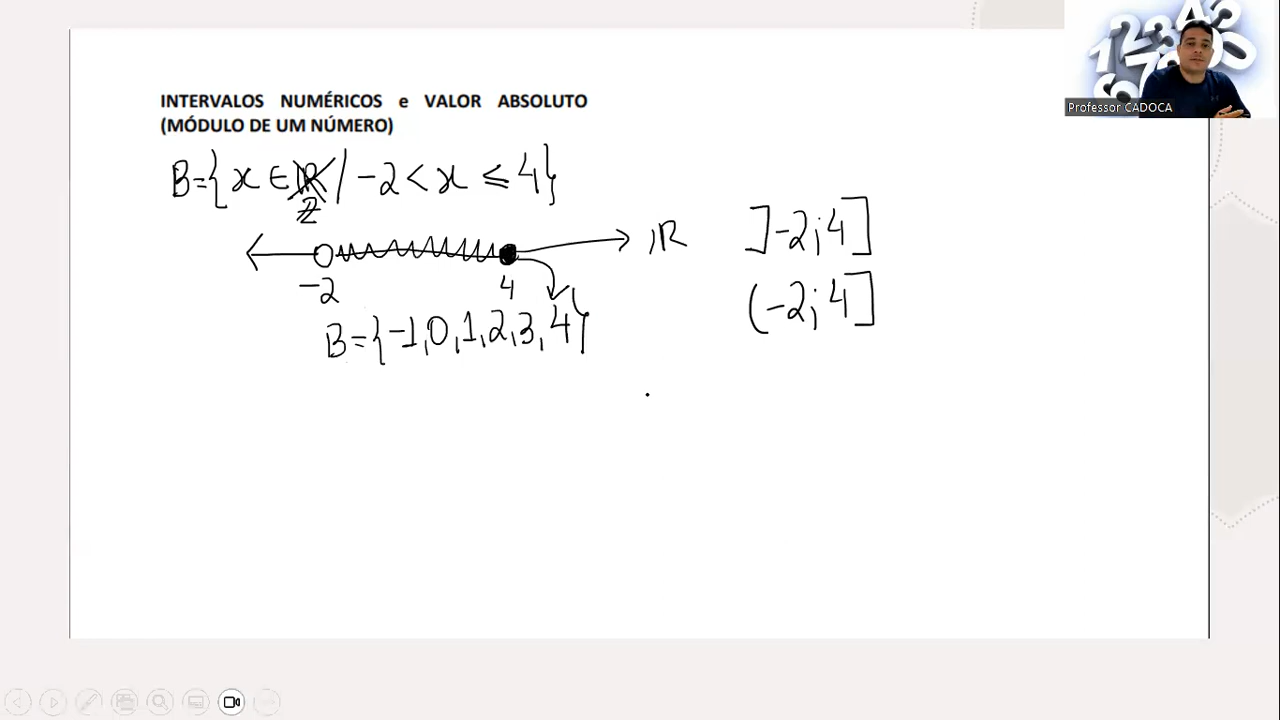 INTERVALOS NUMÉRICOS e VALOR ABSOLUTO
(MÓDULO DE UM NÚMERO)
Professor CADOCA
B={x∈ℝ/-2<x≤4}
ℤ
ℝ
]-2;4]
-2
4
(-2;4]
B={-1,0,1,2,3,4}